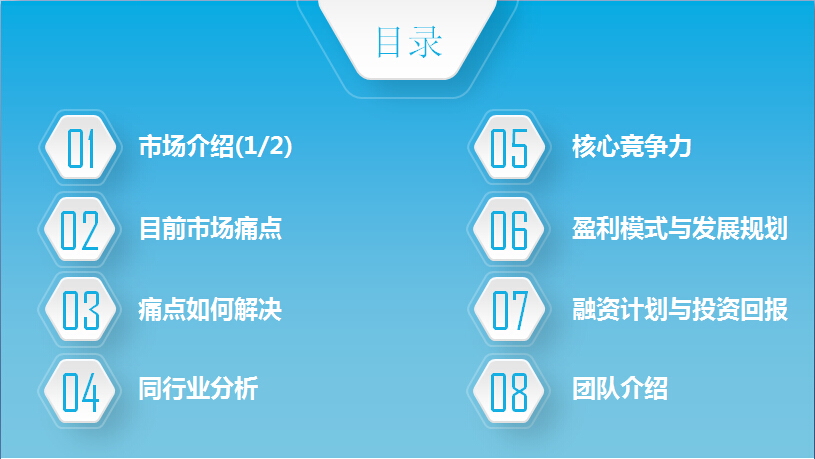 目录
01 市场介绍(1/2)
02 目前市场痛点
03 痛点如何解决
04 同行业分析
05 核心竞争力
06 盈利模式与发展规划
07 融资计划与投资回报
08 团队介绍